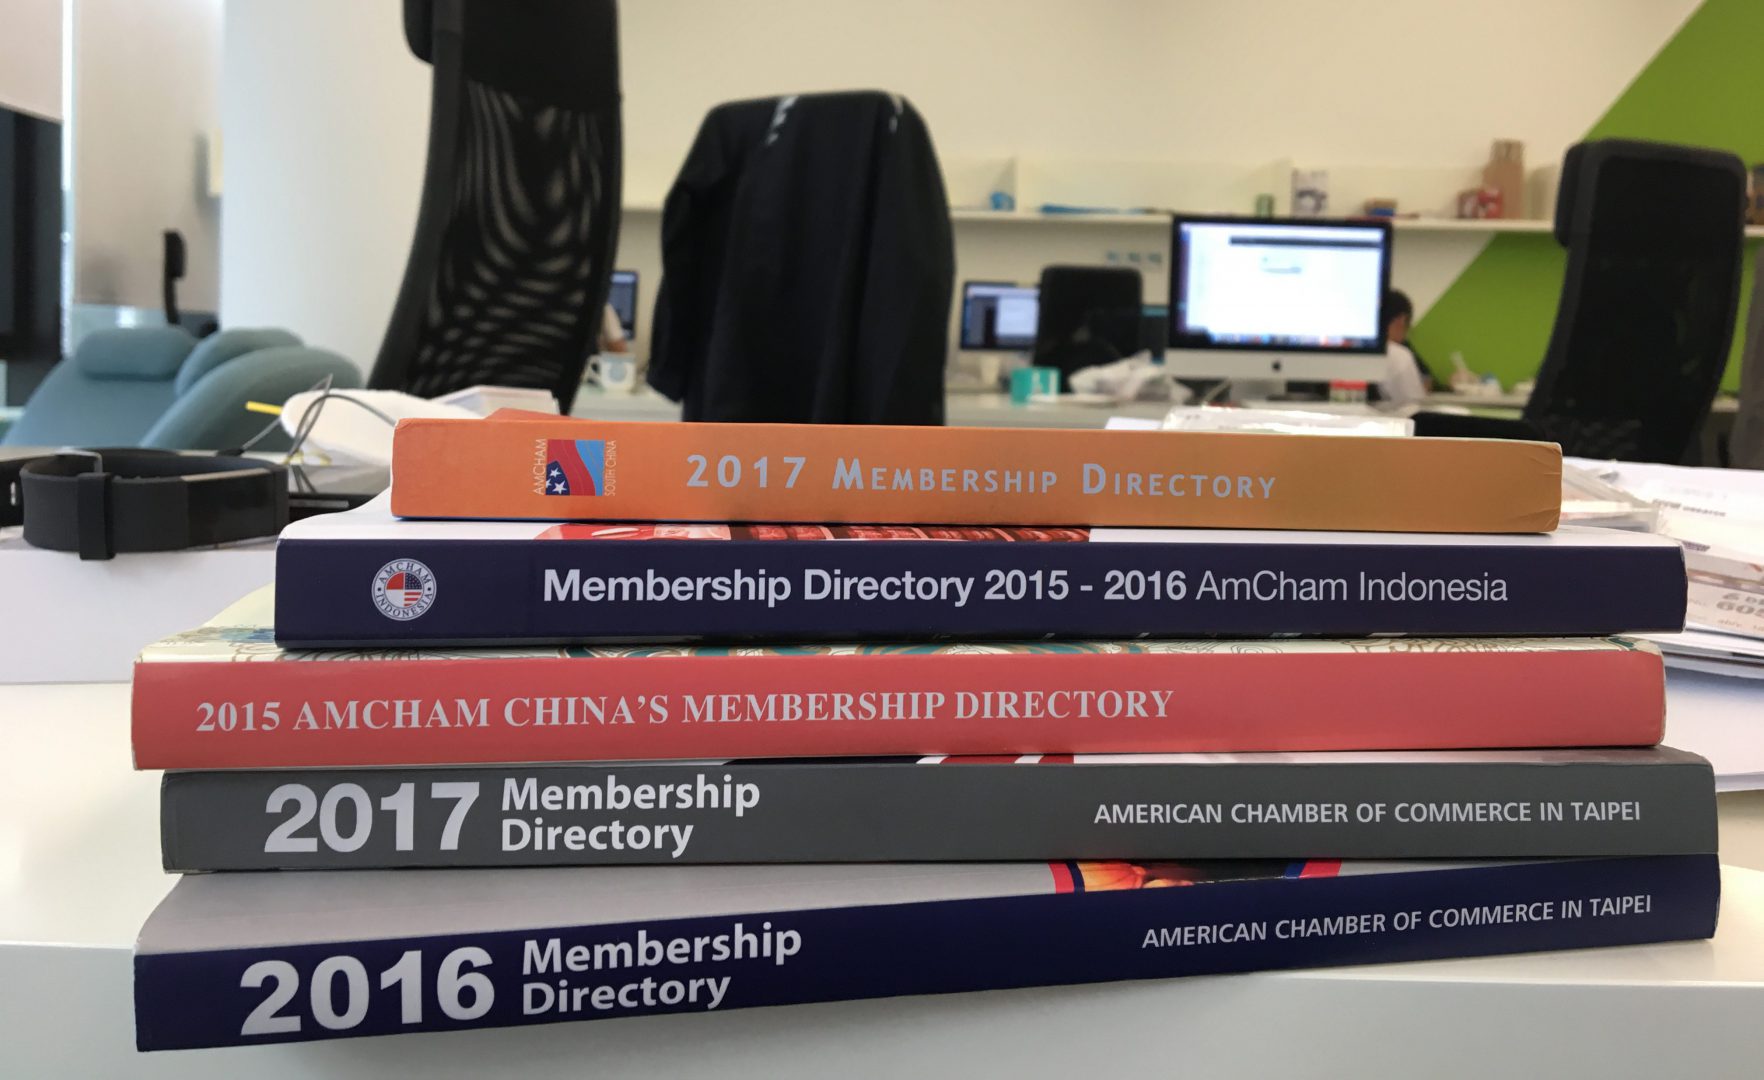 AMCHAM
SOUTH CHINA
2017 MEMBERSHIP DIRECTORY
AMCHAM
INDONESIA
Membership Directory 2015 - 2016 AmCham Indonesia
2015 AMCHAM CHINA'S MEMBERSHIP DIRECTORY
2017 Membership
Directory
AMERICAN CHAMBER OF COMMERCE IN TAIPEI
2016 Membership
Directory
AMERICAN CHAMBER OF COMMERCE IN TAIPEI